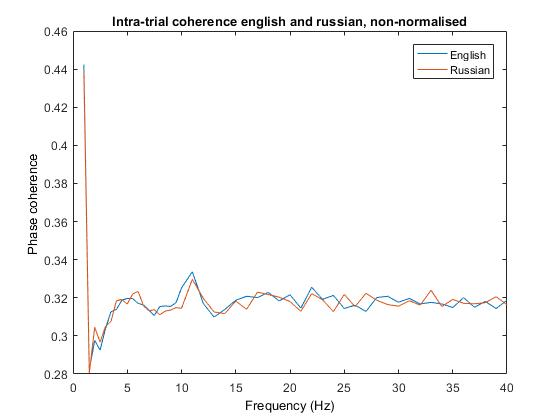 Intra-trial coherence english and russian, non-normalised
0.46
0.44
0.42
0.4
0.38
0.36
0.34
0.32
0.3
0.28
Phase coherence
English
Russian
0 5 10 15 20 25 30 35 40
Frequency (Hz)